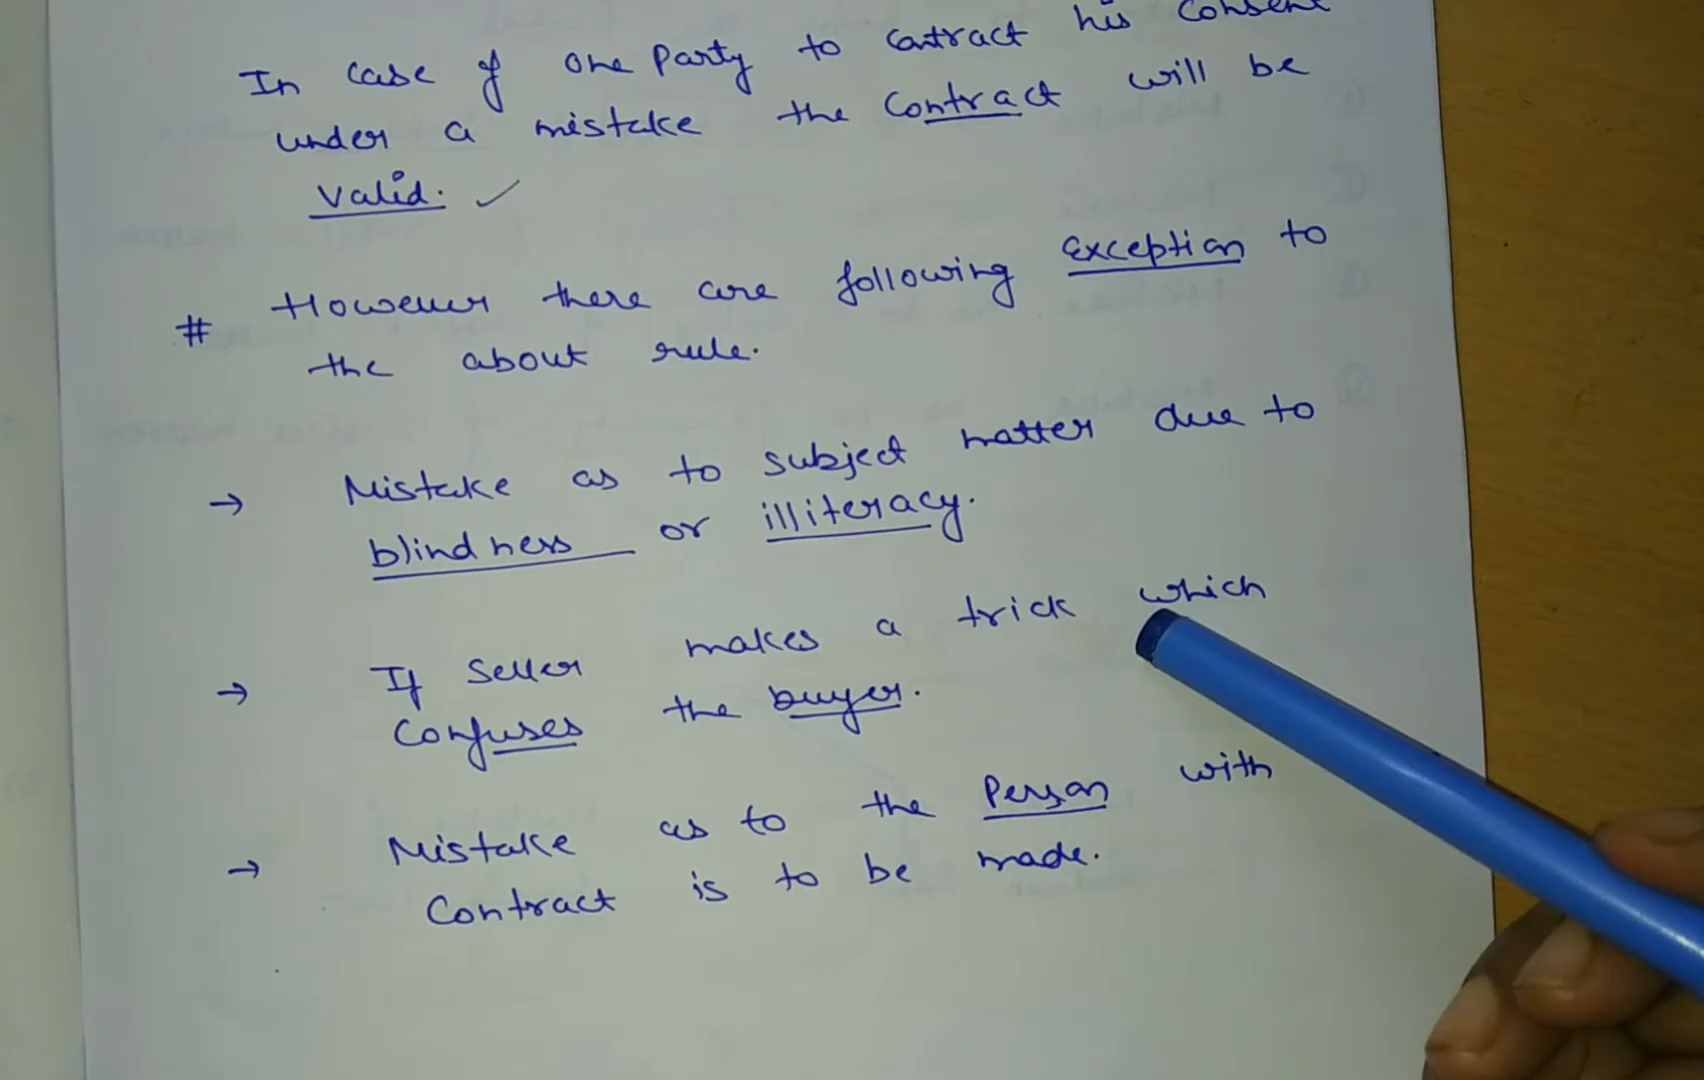 In case of one Party to contract his consent
under a mistake the contract will be
valid. ✓
# However there are following exception to
the about rule.
→ Mistake as to subject matter due to
blindness or illiteracy.
→ If Seller makes a trick which
confuses the buyer.
→ Mistake as to the Person with
Contract is to be made.